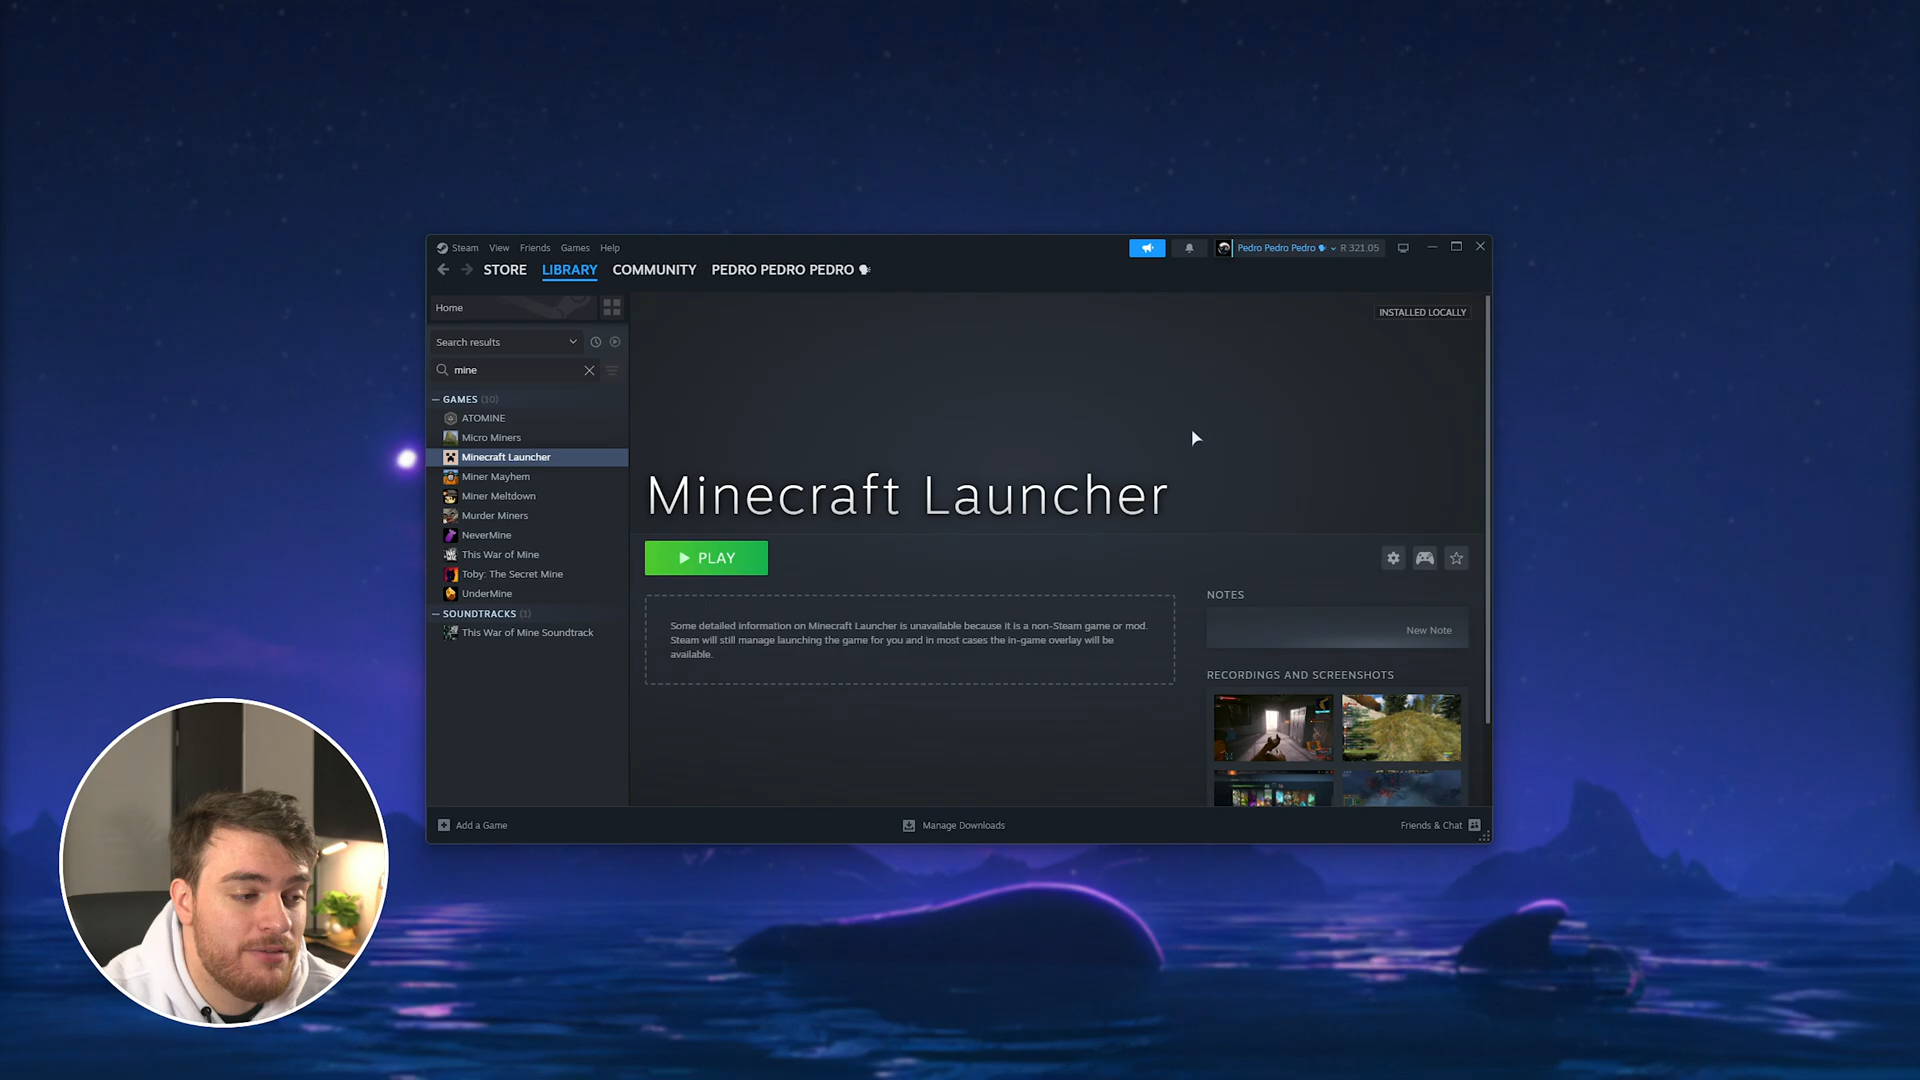 Steam View Friends Games Help
Pedro Pedro Pedro R 321.05
STORE LIBRARY COMMUNITY PEDRO PEDRO PEDRO
Home
INSTALLED LOCALLY
Search results
mine
GAMES (10)
ATOMINE
Micro Miners
Minecraft Launcher
Miner Mayhem
Miner Meltdown
Murder Miners
NeverMine
This War of Mine
Toby: The Secret Mine
UnderMine
SOUNDTRACKS (1)
This War of Mine Soundtrack
Minecraft Launcher
PLAY
Some detailed information on Minecraft Launcher is unavailable because it is a non-Steam game or mod.
Steam will still manage launching the game for you and in most cases the in-game overlay will be
available.
NOTES
New Note
RECORDINGS AND SCREENSHOTS
Add a Game
Manage Downloads
Friends & Chat